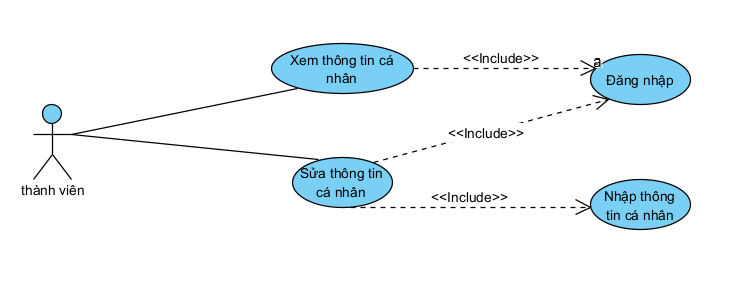 Xem thông tin cá
nhân
<<Include>>
a
Đăng nhập
<<Include>>
thành viên
Sửa thông tin
cá nhân
<<Include>>
Nhập thông
tin cá nhân